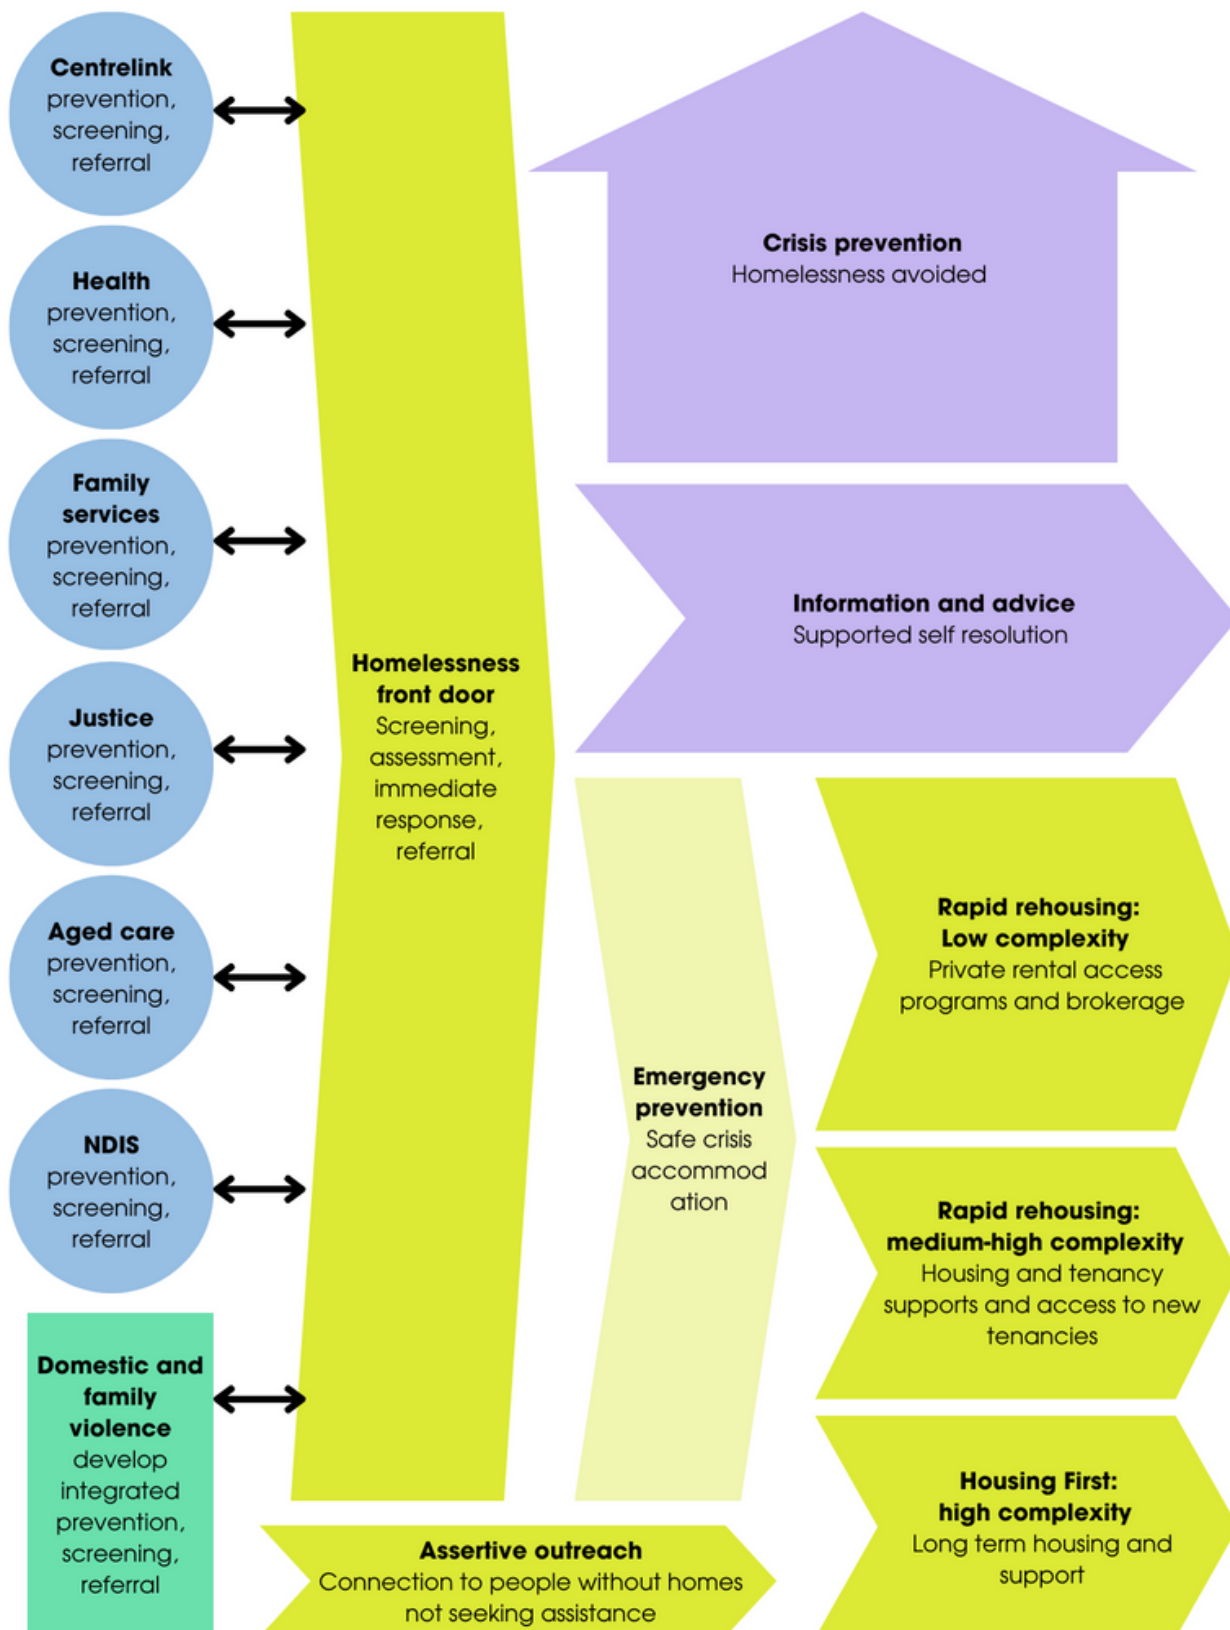 Centrelink
prevention,
screening,
referral
Health
prevention,
screening,
referral
Family
services
prevention,
screening,
referral
Justice
prevention,
screening,
referral
Aged care
prevention,
screening,
referral
NDIS
prevention,
screening,
referral
Domestic and
family
violence
develop
integrated
prevention,
screening,
referral
Homelessness
front door
Screening,
assessment,
immediate
response,
referral
Assertive outreach
Connection to people without homes
not seeking assistance
Crisis prevention
Homelessness avoided
Information and advice
Supported self resolution
Emergency
prevention
Safe crisis
accommod
ation
Rapid rehousing:
Low complexity
Private rental access
programs and brokerage
Rapid rehousing:
medium-high complexity
Housing and tenancy
supports and access to new
tenancies
Housing First:
high complexity
Long term housing and
support